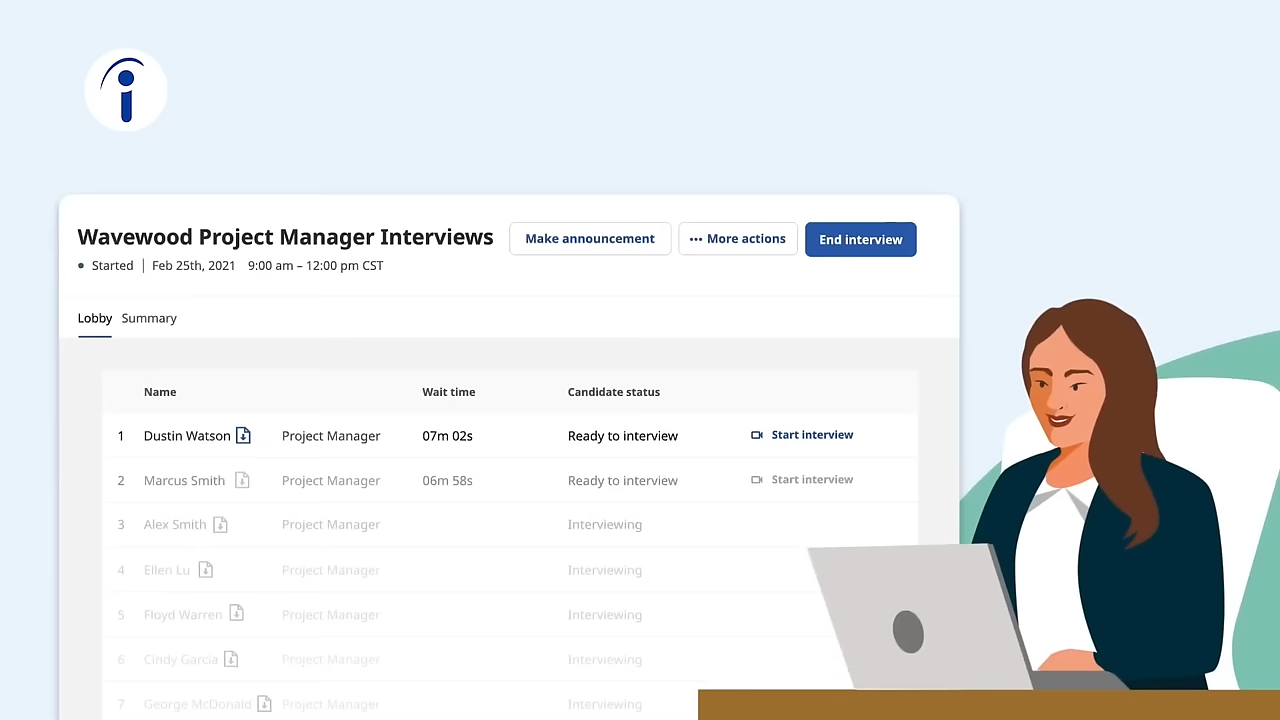 Wavewood Project Manager Interviews Make announcement ••• More actions End interview
• Started | Feb 25th, 2021 9:00 am – 12:00 pm CST
Lobby Summary
Name Wait time Candidate status
1 Dustin Watson Project Manager 07m 02s Ready to interview Start interview
2 Marcus Smith Project Manager 06m 58s Ready to interview Start interview
3 Alex Smith Project Manager Interviewing
4 Ellen Lu Project Manager Interviewing
5 Floyd Warren Project Manager Interviewing
6 Cindy Garcia Project Manager Interviewing
7 George McDonald Project Manager Interviewing